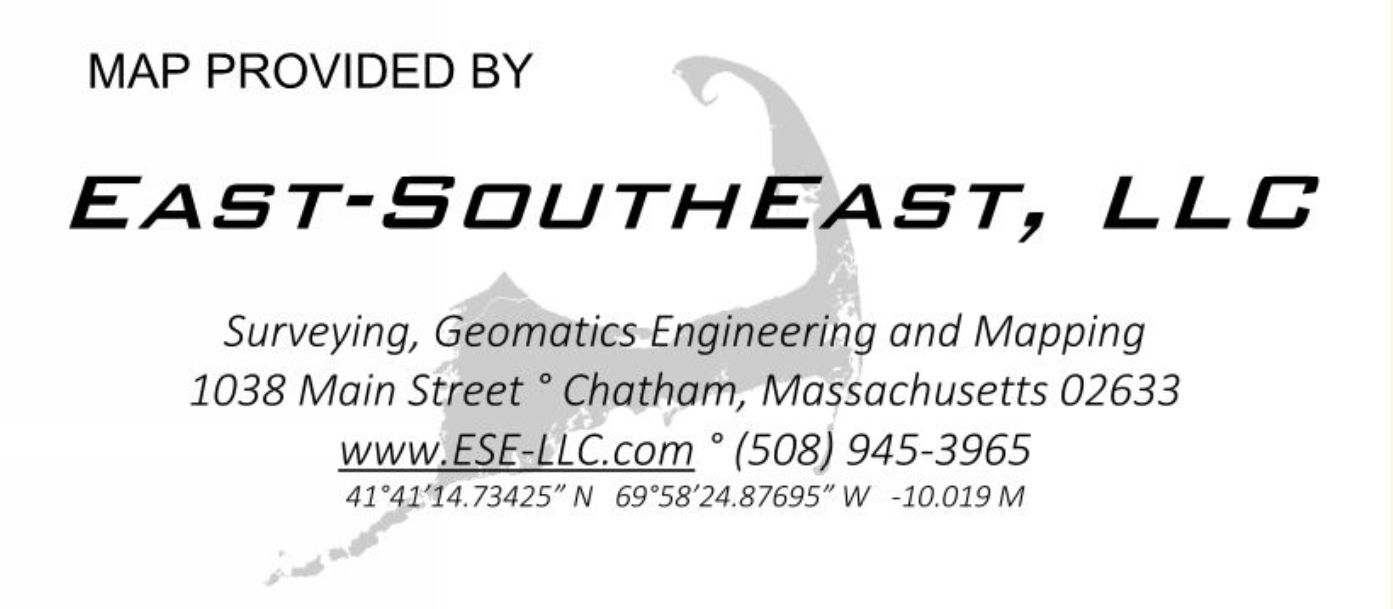 MAP PROVIDED BY
EAST-SOUTHEAST, LLC
Surveying, Geomatics Engineering and Mapping
1038 Main Street ° Chatham, Massachusetts 02633
www.ESE-LLC.com ° (508) 945-3965
41°41’14.73425” N 69°58’24.87695” W -10.019 M